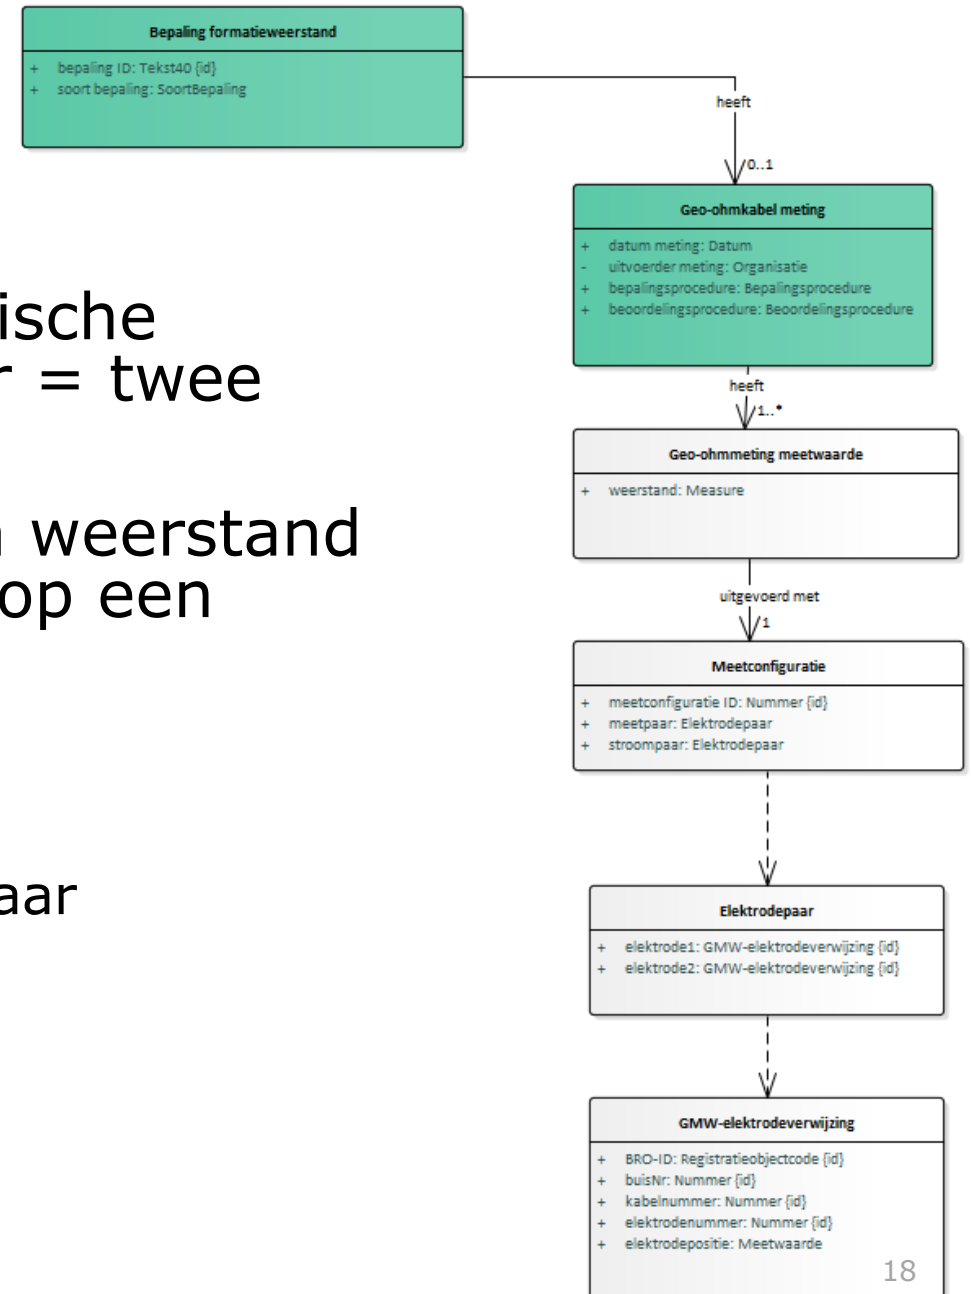 Bepaling formatieweerstand
+ bepaling ID: Tekst40 {id}
+ soort bepaling: SoortBepaling
heeft
0..1
Geo-ohmkabel meting
+ datum meting: Datum
- uitvoerder meting: Organisatie
+ bepalingsprocedure: Bepalingsprocedure
+ beoordelingsprocedure: Beoordelingsprocedure
ische
r = twee
heeft
1..*
Geo-ohmmeting meetwaarde
+ weerstand: Measure
weerstand
op een
uitgevoerd met
1
Meetconfiguratie
+ meetconfiguratie ID: Nummer {id}
+ meetpaar: Elektrodepaar
+ stroompaar: Elektrodepaar
aar
Elektrodepaar
+ elektrode1: GMW-elektrodeverwijzing {id}
+ elektrode2: GMW-elektrodeverwijzing {id}
GMW-elektrodeverwijzing
+ BRO-ID: Registratieobjectcode {id}
+ buisNr: Nummer {id}
+ kabelnummer: Nummer {id}
+ elektrodenummer: Nummer {id}
+ elektrodepositie: Meetwaarde
18